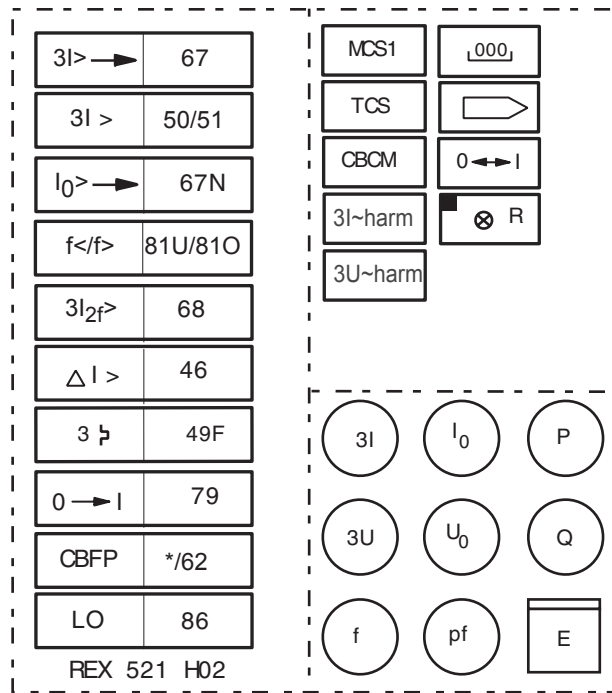 3I> → 67
3I > 50/51
I0> → 67N
f</f> 81U/81O
3I2f> 68
△ I > 46
3 49F
0 → I 79
CBFP */62
LO 86
REX 521 H02
MCS1 000
TCS
CBCM 0 ↔ I
3I~harm ⊗ R
3U~harm
3I I0 P
3U U0 Q
f pf E